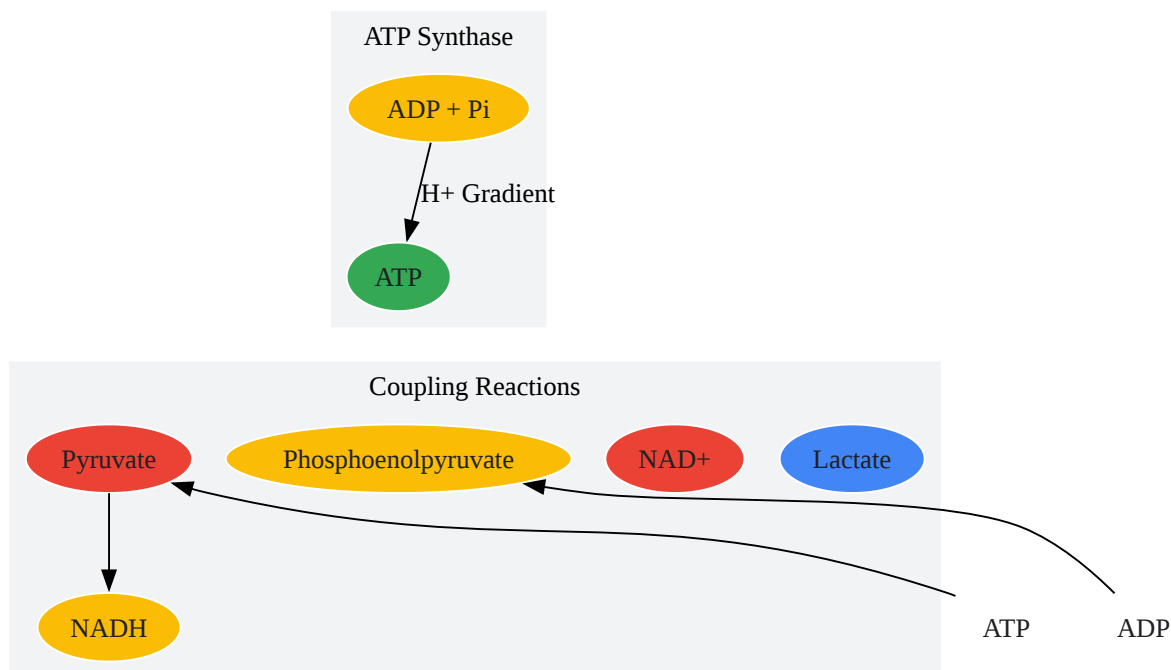 ATP Synthase
ADP + Pi
H+ Gradient
ATP
Coupling Reactions
Pyruvate
Phosphoenolpyruvate
NAD+
Lactate
NADH
ATP
ADP